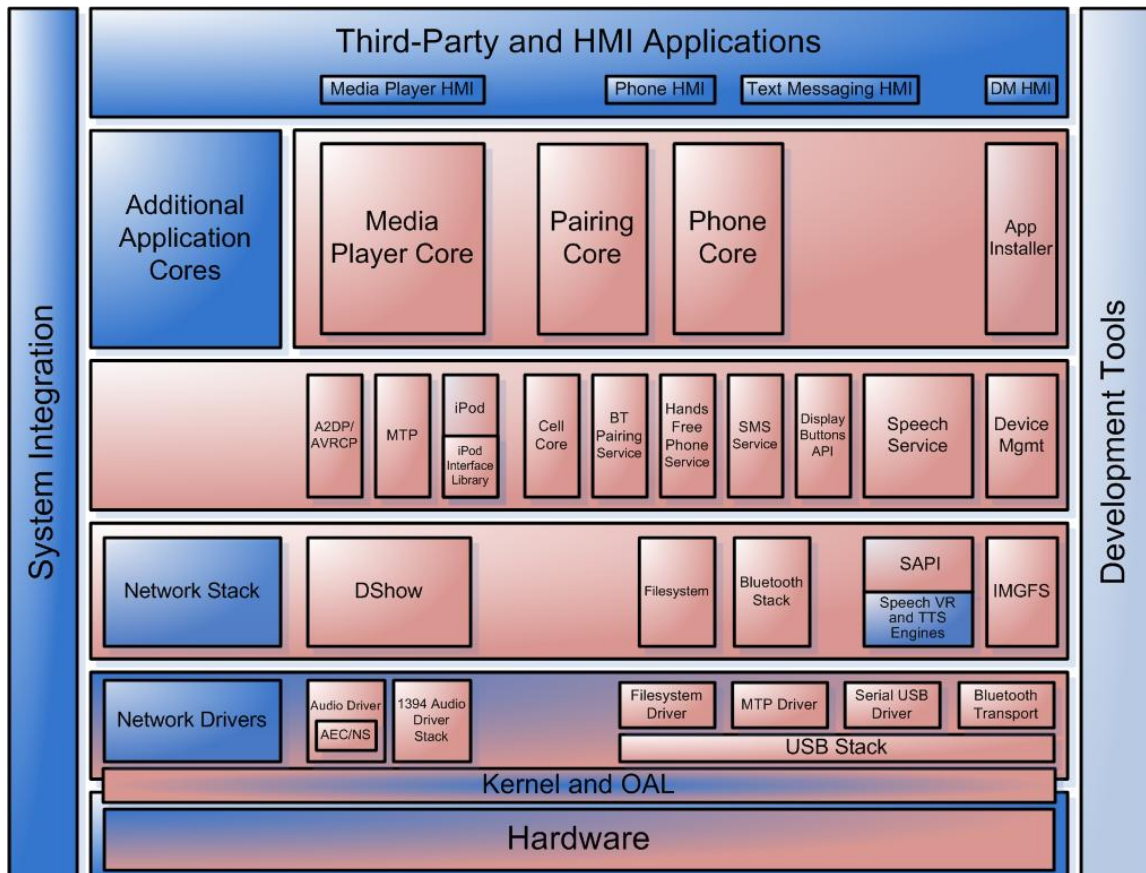 Third-Party and HMI Applications
Media Player HMI
Phone HMI
Text Messaging HMI
DM HMI
System Integration
Development Tools
Additional
Application
Cores
Media
Player Core
Pairing
Core
Phone
Core
App
Installer
A2DP/
AVRCP
MTP
iPod
iPod
Interface
Library
Cell
Core
BT
Pairing
Service
Hands
Free
Phone
Service
SMS
Service
Display
Buttons
API
Speech
Service
Device
Mgmt
Network Stack
DShow
Filesystem
Bluetooth
Stack
SAPI
Speech VR
and TTS
Engines
IMGFS
Network Drivers
Audio Driver
AEC/NS
1394 Audio
Driver
Stack
Filesystem
Driver
MTP Driver
Serial USB
Driver
Bluetooth
Transport
USB Stack
Kernel and OAL
Hardware